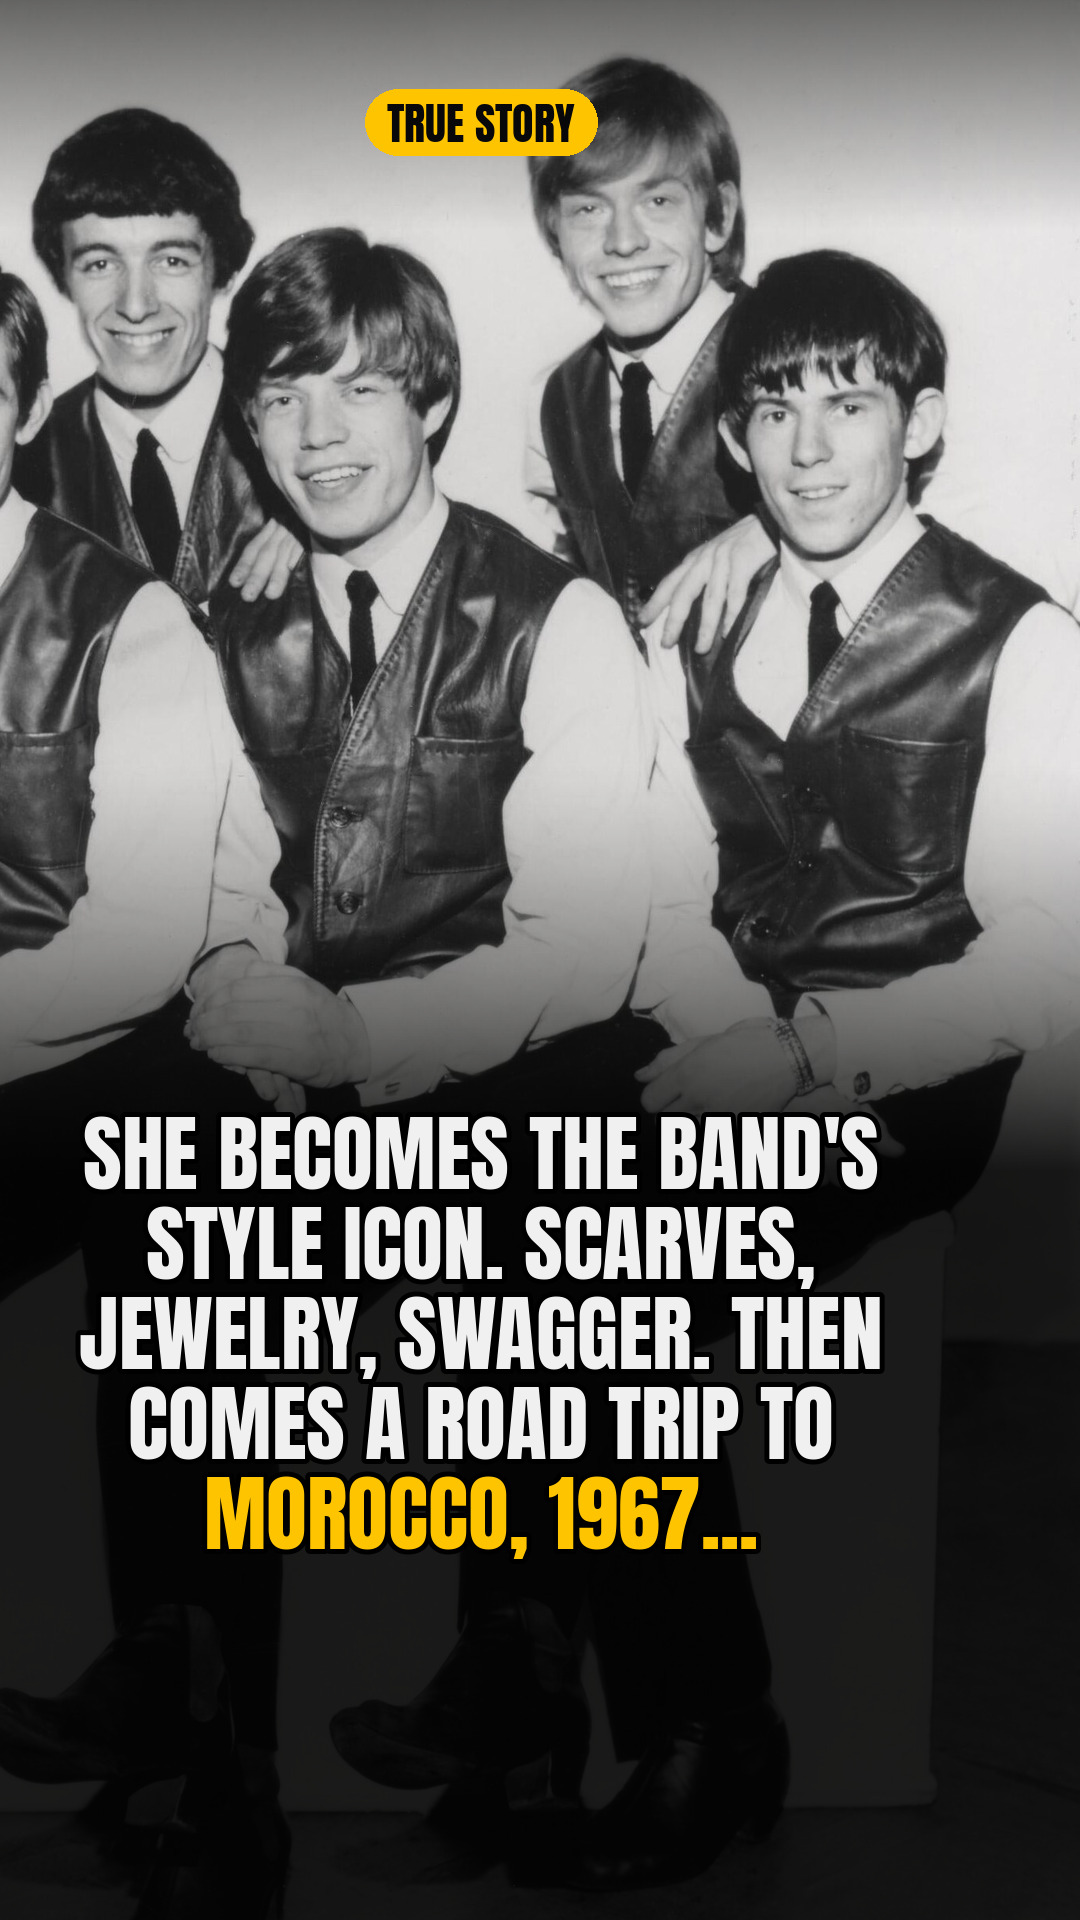 TRUE STORY
SHE BECOMES THE BAND'S
STYLE ICON. SCARVES,
JEWELRY, SWAGGER. THEN
COMES A ROAD TRIP TO
MOROCCO, 1967...